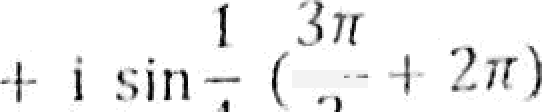 + i sin 1/4 (3π/2 + 2π)